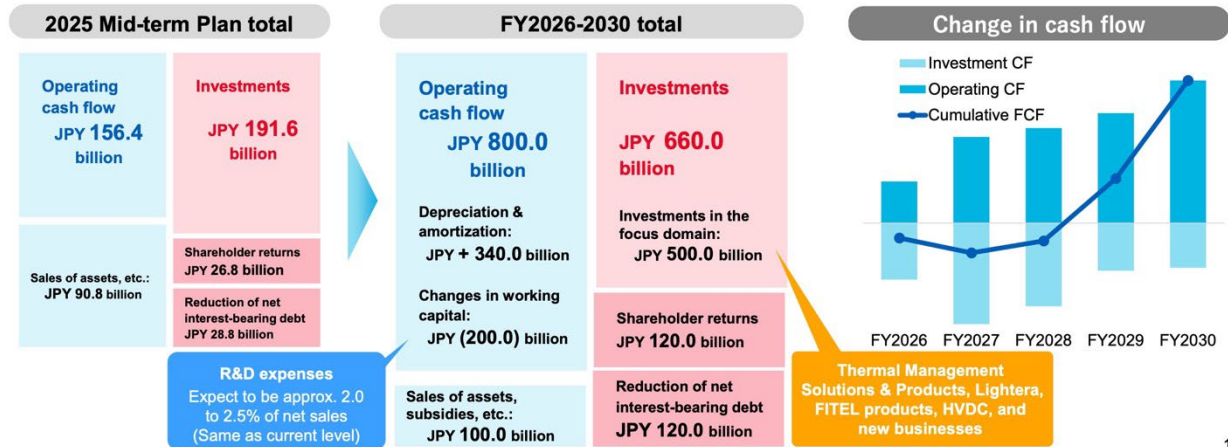 2025 Mid-term Plan total
Operating
cash flow
JPY 156.4
billion
Investments
JPY 191.6
billion
Sales of assets, etc.:
JPY 90.8 billion
Shareholder returns
JPY 26.8 billion
Reduction of net
interest-bearing debt
JPY 28.8 billion
FY2026-2030 total
Operating
cash flow
JPY 800.0
billion
Depreciation &
amortization:
JPY + 340.0 billion
Changes in working
capital:
JPY (200.0) billion
Sales of assets,
subsidies, etc.:
JPY 100.0 billion
Investments
JPY 660.0
billion
Investments in the
focus domain:
JPY 500.0 billion
Shareholder returns
JPY 120.0 billion
Reduction of net
interest-bearing debt
JPY 120.0 billion
R&D expenses
Expect to be approx. 2.0
to 2.5% of net sales
(Same as current level)
Change in cash flow
Investment CF
Operating CF
Cumulative FCF
FY2026 FY2027 FY2028 FY2029 FY2030
Thermal Management
Solutions & Products, Lightera,
FITEL products, HVDC, and
new businesses